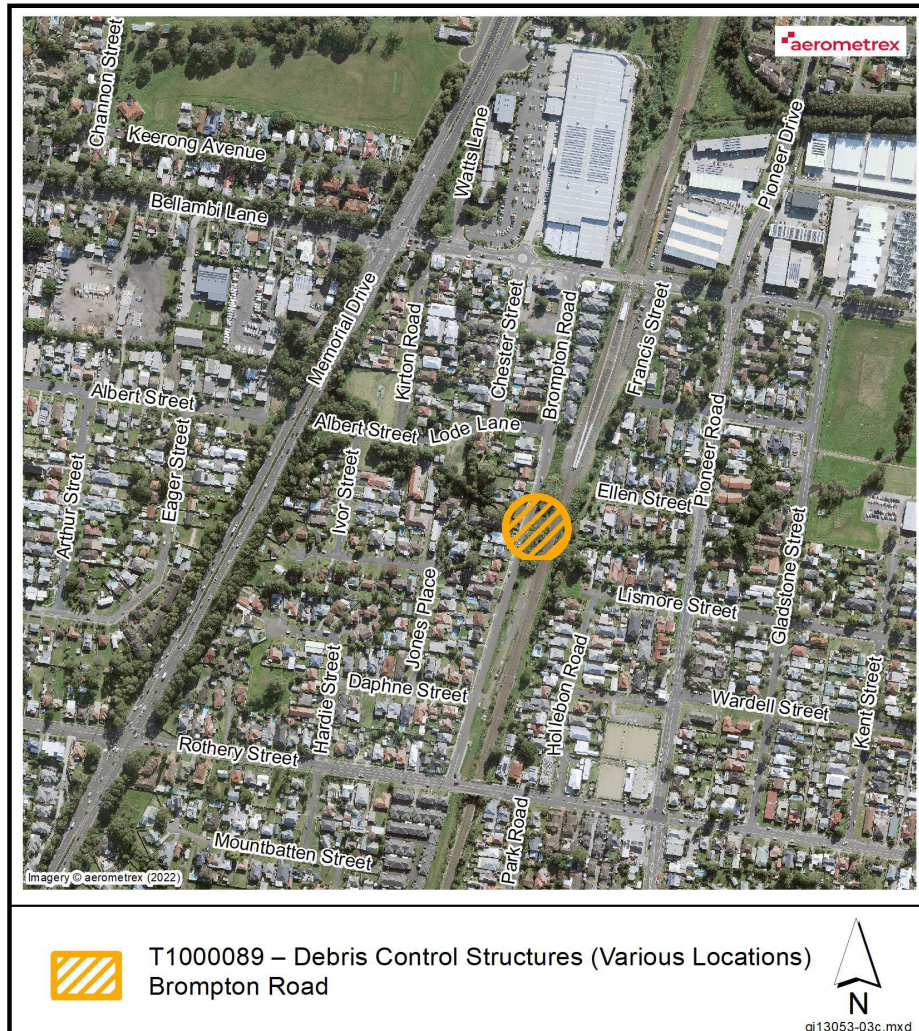 aerometrex
Channon Street
Keerong Avenue
Bellambi Lane
Watts Lane
Pioneer Drive
Memorial Drive
Kirton Road
Chester Street
Brompton Road
Francis Street
Albert Street
Albert Street
Lode Lane
Pioneer Road
Arthur Street
Eager Street
Ivor Street
Ellen Street
Gladstone Street
Jones Place
Lismore Street
Hollebon Road
Hardie Street
Daphne Street
Wardell Street
Kent Street
Rothery Street
Mountbatten Street
Park Road
Imagery © aerometrex (2022)
T1000089 – Debris Control Structures (Various Locations)
Brompton Road
N
gi13053-03c.mxd